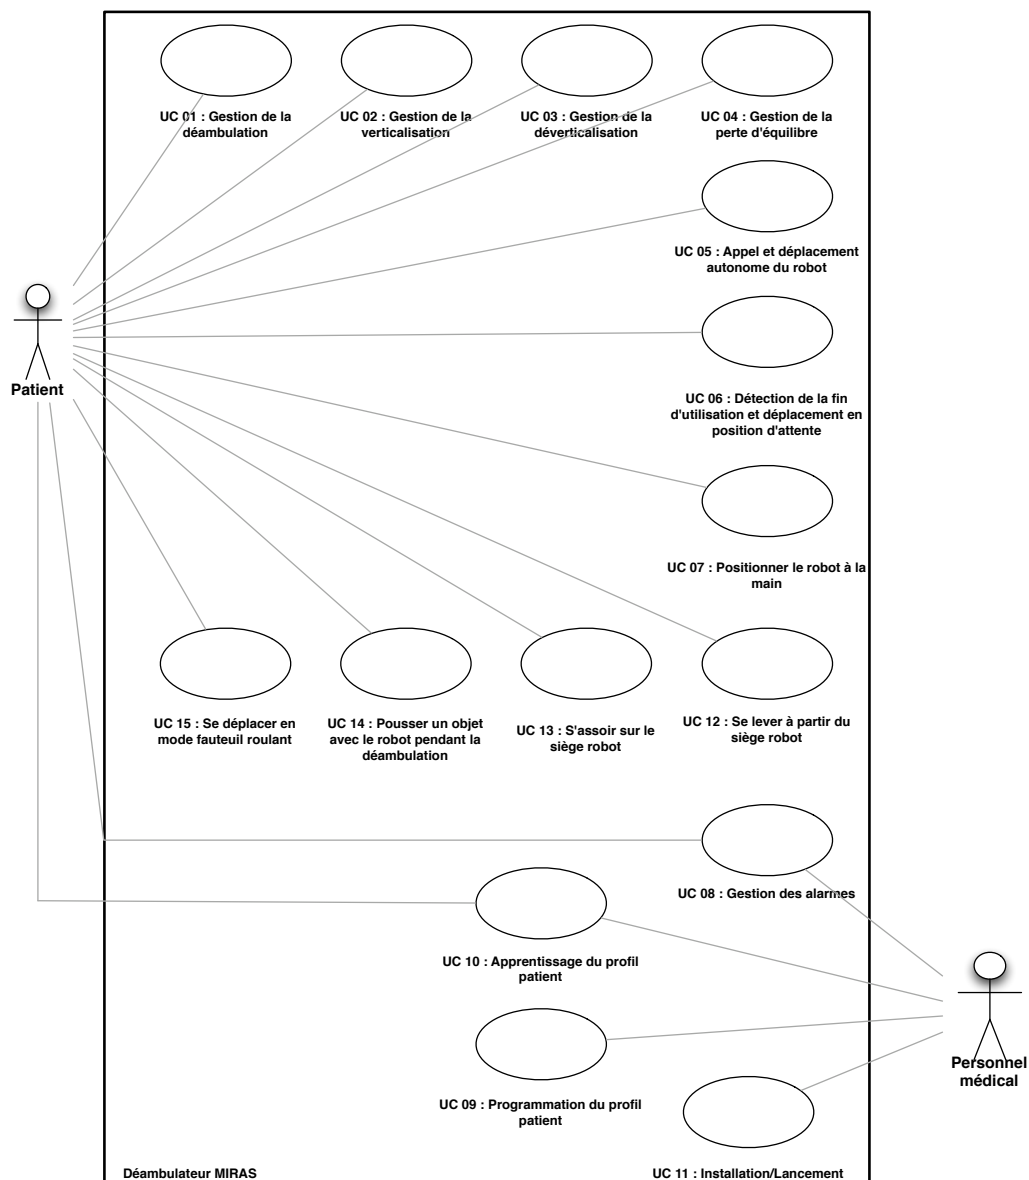 UC 01 : Gestion de la
déambulation
UC 02 : Gestion de la
verticalisation
UC 03 : Gestion de la
déverticalisation
UC 04 : Gestion de la
perte d'équilibre
UC 05 : Appel et déplacement
autonome du robot
Patient
UC 06 : Détection de la fin
d'utilisation et déplacement en
position d'attente
UC 07 : Positionner le robot à la
main
UC 15 : Se déplacer en
mode fauteuil roulant
UC 14 : Pousser un objet
avec le robot pendant la
déambulation
UC 13 : S'assoir sur le
siège robot
UC 12 : Se lever à partir du
siège robot
UC 08 : Gestion des alarmes
UC 10 : Apprentissage du profil
patient
Personnel
médical
UC 09 : Programmation du profil
patient
Déambulateur MIRAS
UC 11 : Installation/Lancement